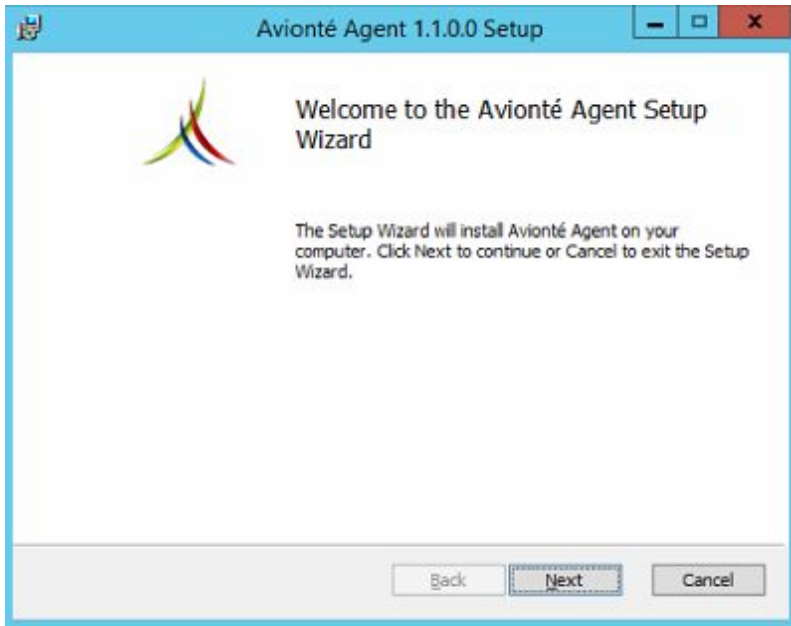 Avionté Agent 1.1.0.0 Setup
Welcome to the Avionté Agent Setup
Wizard
The Setup Wizard will install Avionté Agent on your
computer. Click Next to continue or Cancel to exit the Setup
Wizard.
Back Next Cancel